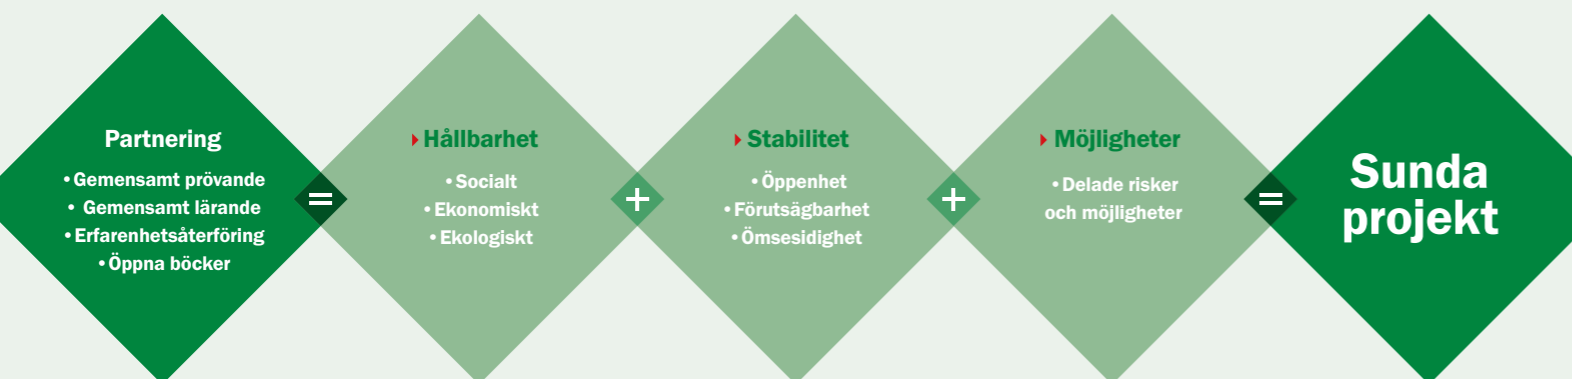 Partnering
•Gemensamt prövande
• Gemensamt lärande
•Erfarenhetsåterföring
•Öppna böcker
=
Hållbarhet
•Socialt
•Ekonomiskt
•Ekologiskt
+
Stabilitet
•Öppenhet
•Förutsägbarhet
•Ömsesidighet
+
Möjligheter
•Delade risker
och möjligheter
=
Sunda
projekt